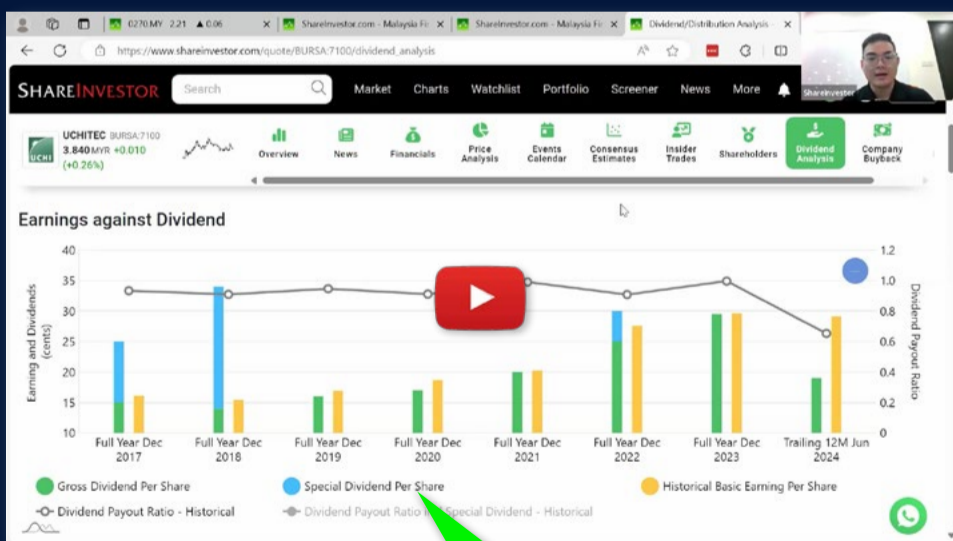 0270.MY 2.21 ▲0.06
ShareInvestor.com - Malaysia Fi
ShareInvestor.com - Malaysia Fi
Dividend/Distribution Analysis -
https://www.shareinvestor.com/quote/BURSA:7100/dividend_analysis
SHAREINVESTOR
Search
Market Charts Watchlist Portfolio Screener News More
ShareInvestor
UCHI
UCHITEC BURSA:7100
3.840 MYR +0.010
(+0.26%)
Overview
News
Financials
Price
Analysis
Events
Calendar
Consensus
Estimates
Insider
Trades
Shareholders
Dividend
Analysis
Company
Buyback
Earnings against Dividend
Earning and Dividends
(cents)
40
35
30
25
20
15
10
1.2
1.0
0.8
0.6
0.4
0.2
0
Dividend Payout Ratio
Full Year Dec
2017
Full Year Dec
2018
Full Year Dec
2019
Full Year Dec
2020
Full Year Dec
2021
Full Year Dec
2022
Full Year Dec
2023
Trailing 12M Jun
2024
Gross Dividend Per Share
Special Dividend Per Share
Historical Basic Earning Per Share
Dividend Payout Ratio - Historical
Dividend Payout Ratio Special Dividend - Historical